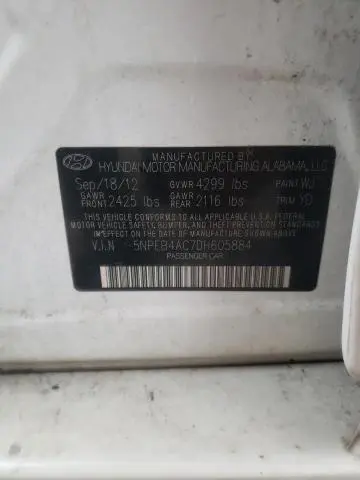 MANUFACTURED BY
HYUNDAI MOTOR MANUFACTURING ALABAMA, LLC
Sep/18/12 GVWR 4299 lbs PAINT WJ
GAWR FRONT 2425 lbs GAWR REAR 2116 lbs TRIM YD
THIS VEHICLE CONFORMS TO ALL APPLICABLE U.S. FEDERAL
MOTOR VEHICLE SAFETY, BUMPER, AND THEFT PREVENTION
STANDARDS IN EFFECT ON THE DATE OF MANUFACTURE SHOWN ABOVE.
V.I.N 5NPEB4AC7DH605884
PASSENGER CAR